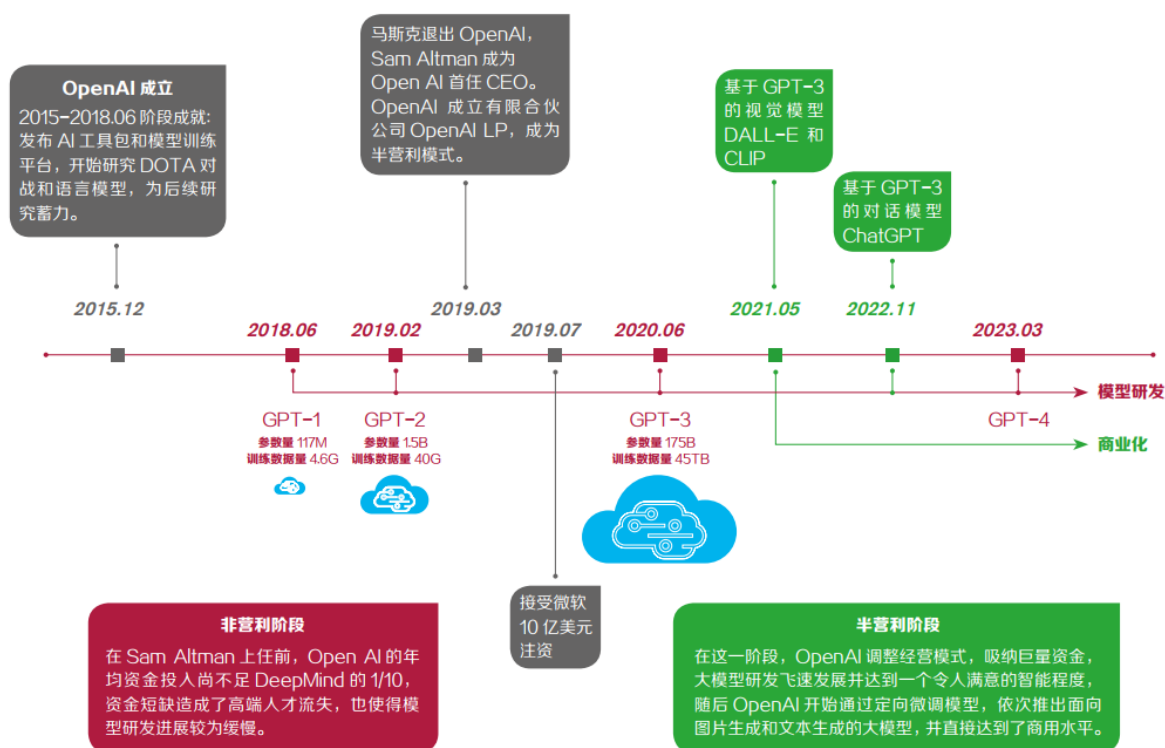 OpenAI 成立
2015-2018.06 阶段成就:
发布 AI 工具包和模型训练
平台，开始研究 DOTA 对
战和语言模型，为后续研
究蓄力。
马斯克退出 OpenAI，
Sam Altman 成为
Open AI 首任 CEO。
OpenAI 成立有限合伙
公司 OpenAI LP，成为
半营利模式。
基于 GPT-3
的视觉模型
DALL-E 和
CLIP
基于 GPT-3
的对话模型
ChatGPT
2015.12
2018.06
2019.02
2019.03
2019.07
2020.06
2021.05
2022.11
2023.03
模型研发
商业化
GPT-1
参数量 117M
训练数据量 4.6G
GPT-2
参数量 1.5B
训练数据量 40G
GPT-3
参数量 175B
训练数据量 45TB
GPT-4
接受微软
10 亿美元
注资
非营利阶段
在 Sam Altman 上任前，Open AI 的年
均资金投人尚不足 DeepMind 的 1/10，
资金短缺造成了高端人才流失，也使得模
型研发进展较为缓慢。
半营利阶段
在这一阶段，OpenAI 调整经营模式，吸纳巨量资金，
大模型研发飞速发展并达到一个令人满意的智能程度，
随后 OpenAI 开始通过定向微调模型，依次推出面向
图片生成和文本生成的大模型，并直接达到了商用水平。